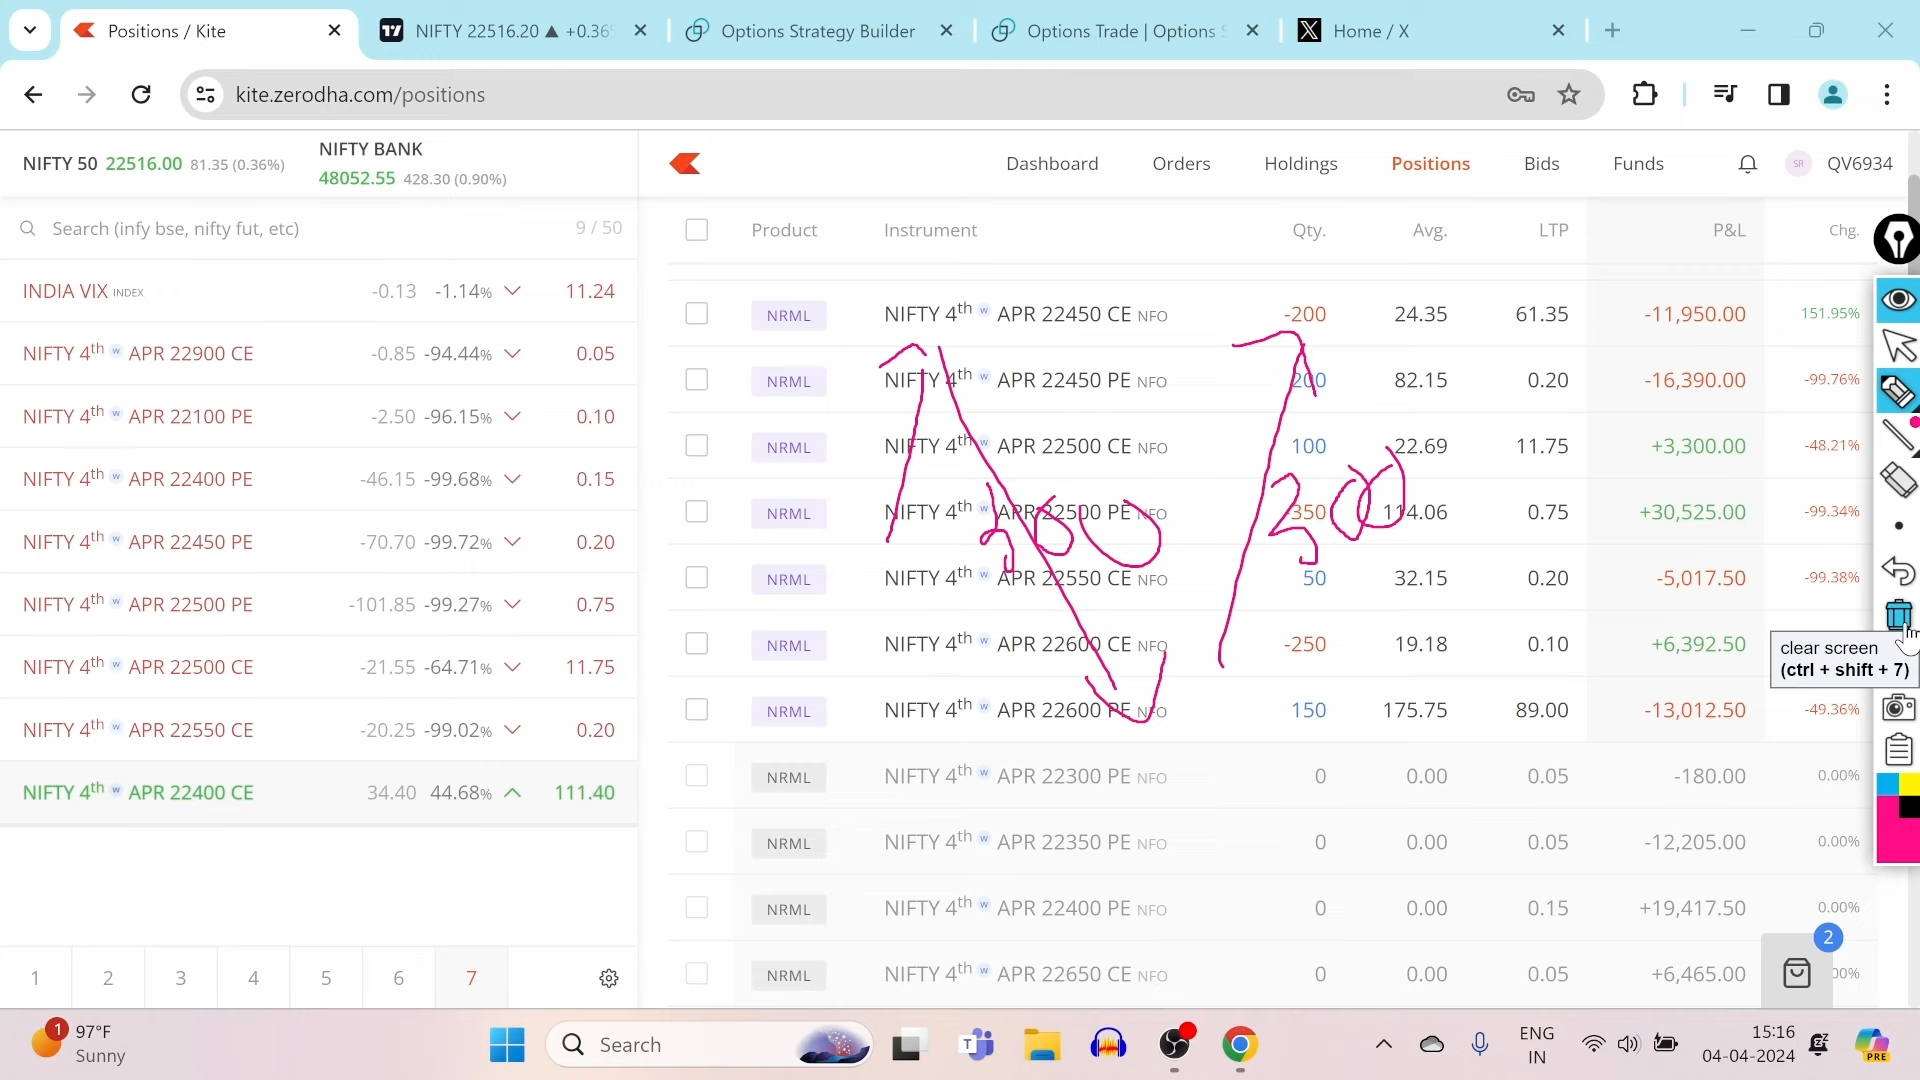 Positions / Kite
NIFTY 22516.20 ▲ +0.36
Options Strategy Builder
Options Trade | Options S
Home / X
kite.zerodha.com/positions
NIFTY 50 22516.00 81.35 (0.36%)
NIFTY BANK
48052.55 428.30 (0.90%)
Dashboard Orders Holdings Positions Bids Funds SR QV6934
Search (infy bse, nifty fut, etc) 9 / 50
INDIA VIX INDEX -0.13 -1.14% 11.24
NIFTY 4th w APR 22900 CE -0.85 -94.44% 0.05
NIFTY 4th w APR 22100 PE -2.50 -96.15% 0.10
NIFTY 4th w APR 22400 PE -46.15 -99.68% 0.15
NIFTY 4th w APR 22450 PE -70.70 -99.72% 0.20
NIFTY 4th w APR 22500 PE -101.85 -99.27% 0.75
NIFTY 4th w APR 22500 CE -21.55 -64.71% 11.75
NIFTY 4th w APR 22550 CE -20.25 -99.02% 0.20
NIFTY 4th w APR 22400 CE 34.40 44.68% 111.40
1 2 3 4 5 6 7
Product Instrument Qty. Avg. LTP P&L Chg.
NRML NIFTY 4th w APR 22450 CE NFO -200 24.35 61.35 -11,950.00 151.95%
NRML NIFTY 4th w APR 22450 PE NFO 200 82.15 0.20 -16,390.00 -99.76%
NRML NIFTY 4th w APR 22500 CE NFO 100 22.69 11.75 +3,300.00 -48.21%
NRML NIFTY 4th w APR 22500 PE NFO -350 114.06 0.75 +30,525.00 -99.34%
NRML NIFTY 4th w APR 22550 CE NFO 50 32.15 0.20 -5,017.50 -99.38%
NRML NIFTY 4th w APR 22600 CE NFO -250 19.18 0.10 +6,392.50
NRML NIFTY 4th w APR 22600 PE NFO 150 175.75 89.00 -13,012.50 -49.36%
NRML NIFTY 4th w APR 22300 PE NFO 0 0.00 0.05 -180.00 0.00%
NRML NIFTY 4th w APR 22350 PE NFO 0 0.00 0.05 -12,205.00 0.00%
NRML NIFTY 4th w APR 22400 PE NFO 0 0.00 0.15 +19,417.50 0.00%
NRML NIFTY 4th w APR 22650 CE NFO 0 0.00 0.05 +6,465.00 00%
300
300
clear screen
(ctrl + shift + 7)
2
1
97°F
Sunny
Search
ENG
IN
15:16
04-04-2024
PRE